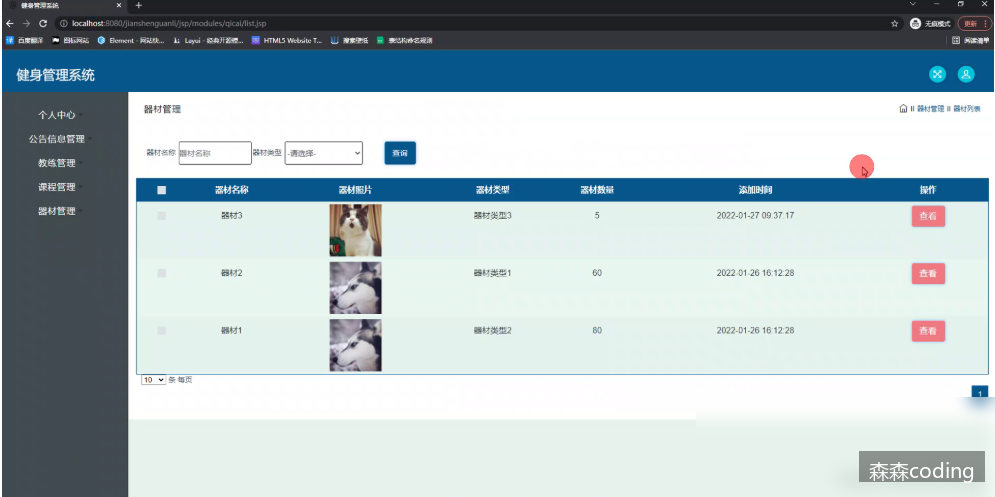 健身管理系统
localhost:8080/jianshenguanli/jsp/modules/qicai/list.jsp
无痕模式
更新
百度翻译
图标网站
Element - 网站快...
Layui - 经典开源模...
HTML5 Website T...
搜索壁纸
表结构命名规则
阅读清单
健身管理系统
个人中心
公告信息管理
教练管理
课程管理
器材管理
器材管理
器材管理
器材列表
器材名称 器材名称 器材类型 -请选择- 查询
器材名称 器材照片 器材类型 器材数量 添加时间 操作
器材3 器材类型3 5 2022-01-27 09:37:17 查看
器材2 器材类型1 60 2022-01-26 16:12:28 查看
器材1 器材类型2 80 2022-01-26 16:12:28 查看
10 条 每页
1
森森coding